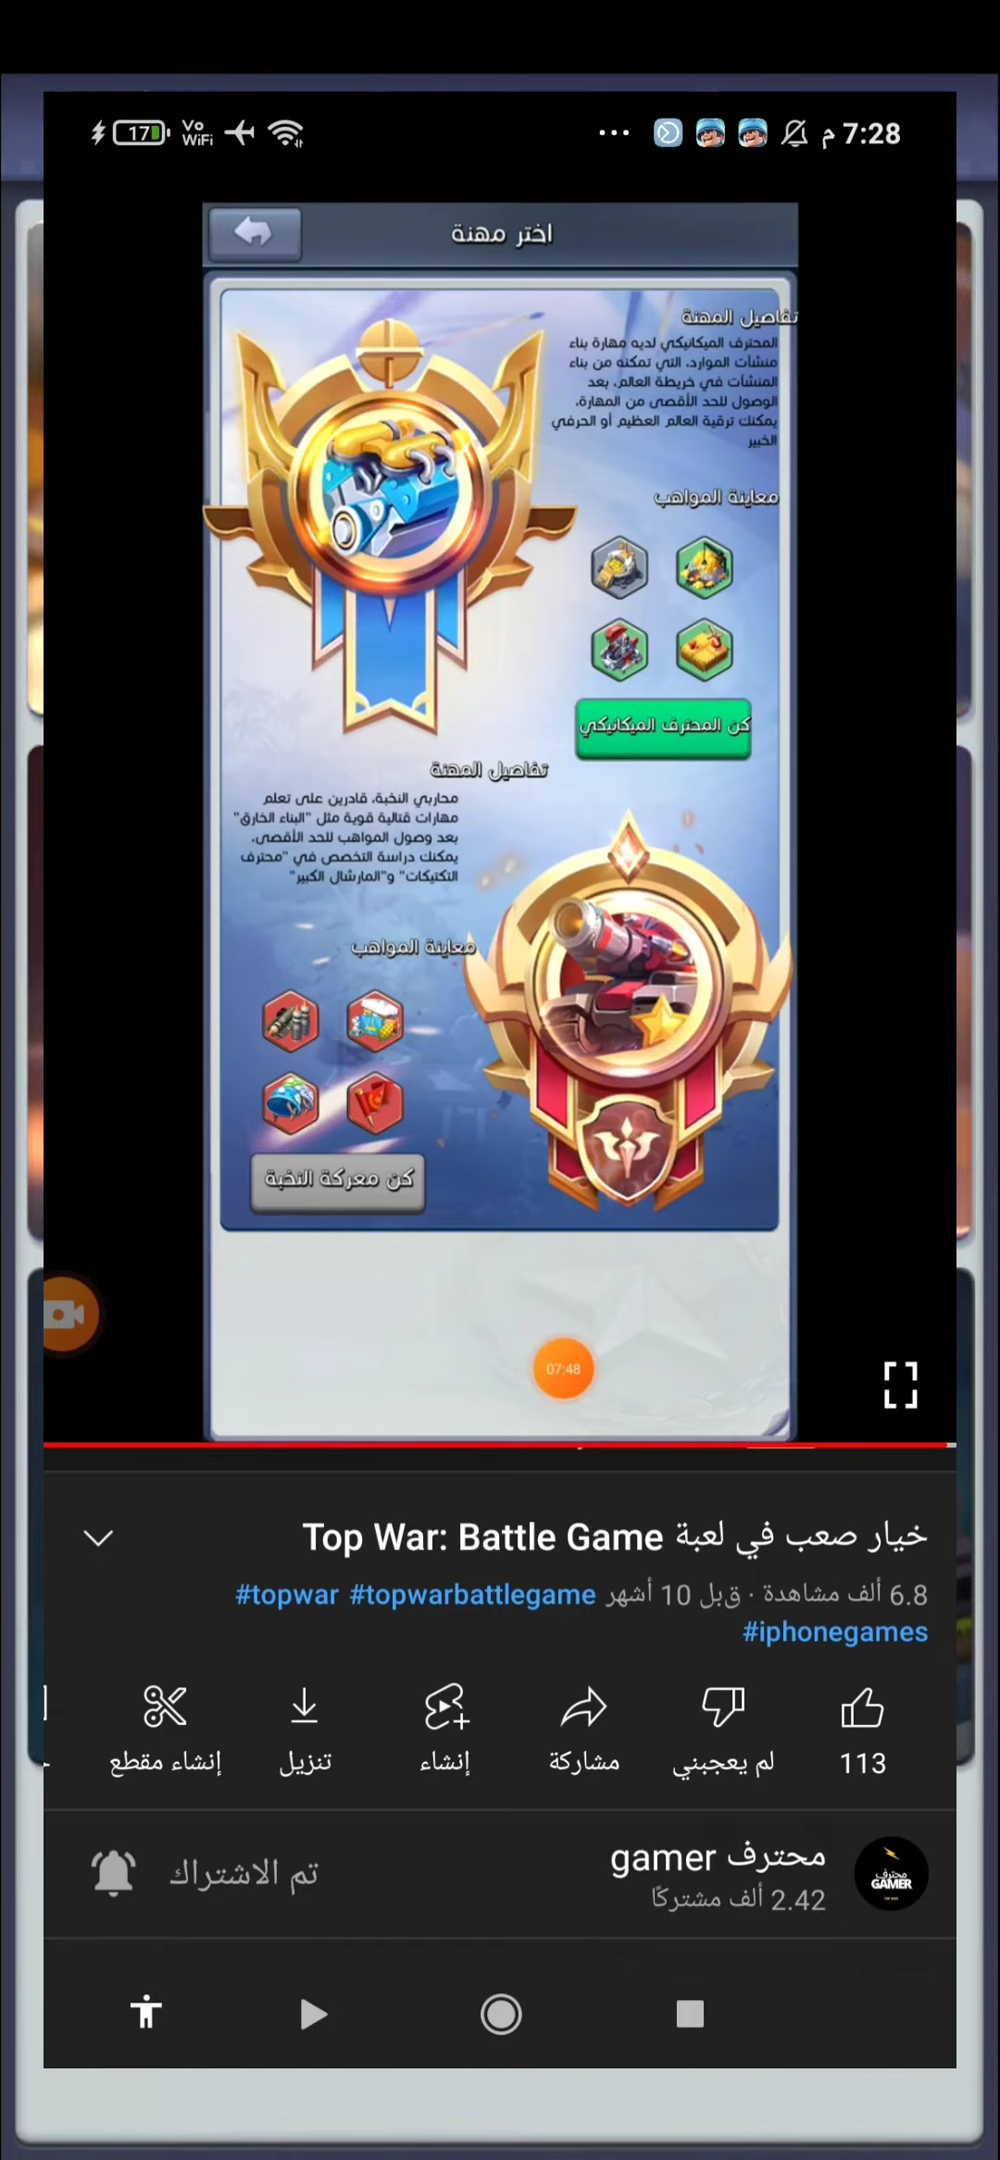 17
Vo
WiFi
7:28 م
اختر مهنة
تفاصيل المهنة
المحترف الميكانيكي لديه مهارة بناء
منشآت الموارد، التي تمكنه من بناء
المنشآت في خريطة العالم، بعد
الوصول للحد الأقصى من المهارة،
يمكنك ترقية العالم العظيم أو الحرفي
الخبير
معاينة المواهب
كن المحترف الميكانيكي
تفاصيل المهنة
محاربي النخبة، قادرين على تعلم
مهارات قتالية قوية مثل "البناء الخارق"
بعد وصول المواهب للحد الأقصى،
يمكنك دراسة التخصص في "محترف
التكتيكات" و"المارشال الكبير"
معاينة المواهب
كن معركة النخبة
07:48
خيار صعب في لعبة Top War: Battle Game
6.8 ألف مشاهدة · قبل 10 أشهر #topwar #topwarbattlegame
#iphonegames
113
لم يعجبني
مشاركة
إنشاء
تنزيل
إنشاء مقطع
محترف gamer
2.42 ألف مشتركًا
تم الاشتراك
محترف
GAMER